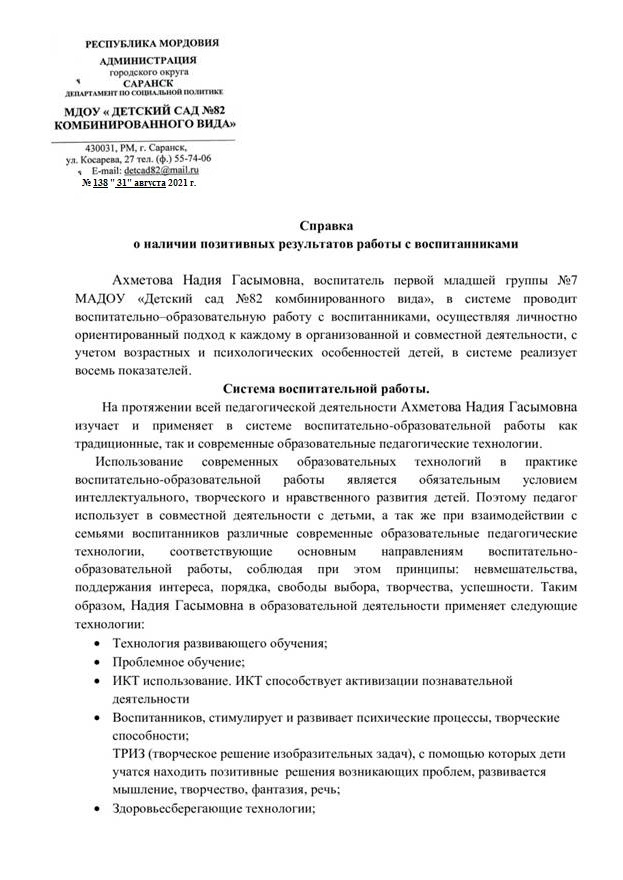 РЕСПУБЛИКА МОРДОВИЯ
АДМИНИСТРАЦИЯ
городского округа
САРАНСК
ДЕПАРТАМЕНТ ПО СОЦИАЛЬНОЙ ПОЛИТИКЕ
МДОУ « ДЕТСКИЙ САД №82
КОМБИНИРОВАННОГО ВИДА»
430031, РМ, г. Саранск,
ул. Косарева, 27 тел. (ф.) 55-74-06
E-mail: detcad82@mail.ru
№ 138 " 31" августа 2021 г.
Справка
о наличии позитивных результатов работы с воспитанниками
Ахметова Надия Гасымовна, воспитатель первой младшей группы №7
МАДОУ «Детский сад №82 комбинированного вида», в системе проводит
воспитательно–образовательную работу с воспитанниками, осуществляя личностно
ориентированный подход к каждому в организованной и совместной деятельности, с
учетом возрастных и психологических особенностей детей, в системе реализует
восемь показателей.
Система воспитательной работы.
На протяжении всей педагогической деятельности Ахметова Надия Гасымовна
изучает и применяет в системе воспитательно-образовательной работы как
традиционные, так и современные образовательные педагогические технологии.
Использование современных образовательных технологий в практике
воспитательно-образовательной работы является обязательным условием
интеллектуального, творческого и нравственного развития детей. Поэтому педагог
использует в совместной деятельности с детьми, а так же при взаимодействии с
семьями воспитанников различные современные образовательные педагогические
технологии, соответствующие основным направлениям воспитательно-
образовательной работы, соблюдая при этом принципы: невмешательства,
поддержания интереса, порядка, свободы выбора, творчества, успешности. Таким
образом, Надия Гасымовна в образовательной деятельности применяет следующие
технологии:
• Технология развивающего обучения;
• Проблемное обучение;
• ИКТ использование. ИКТ способствует активизации познавательной
деятельности
• Воспитанников, стимулирует и развивает психические процессы, творческие
способности;
ТРИЗ (творческое решение изобразительных задач), с помощью которых дети
учатся находить позитивные решения возникающих проблем, развивается
мышление, творчество, фантазия, речь;
• Здоровьесберегающие технологии;